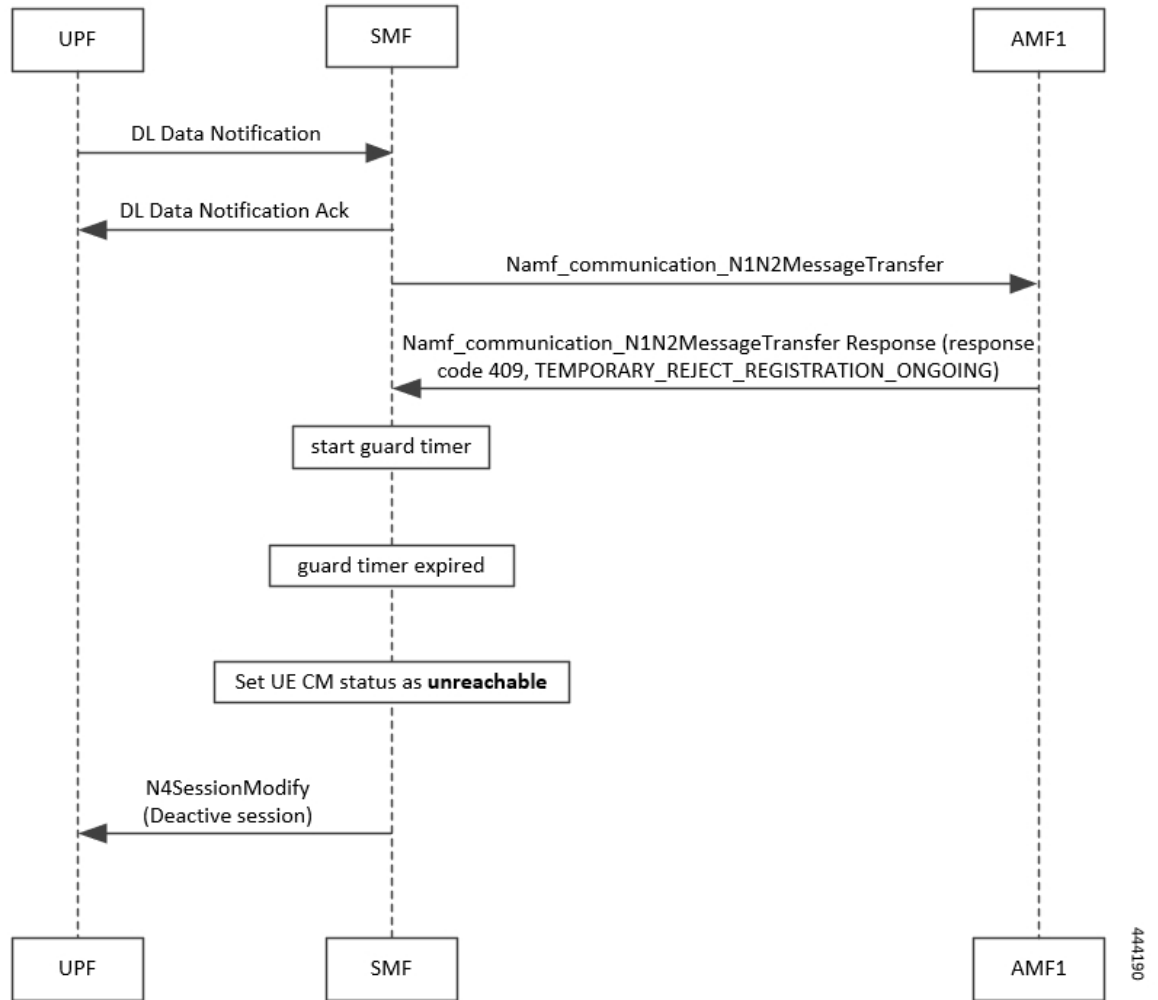 UPF
SMF
AMF1
DL Data Notification
DL Data Notification Ack
Namf_communication_N1N2MessageTransfer
Namf_communication_N1N2MessageTransfer Response (response
code 409, TEMPORARY_REJECT_REGISTRATION_ONGOING)
start guard timer
guard timer expired
Set UE CM status as unreachable
N4SessionModify
(Deactive session)
UPF
SMF
AMF1
444190